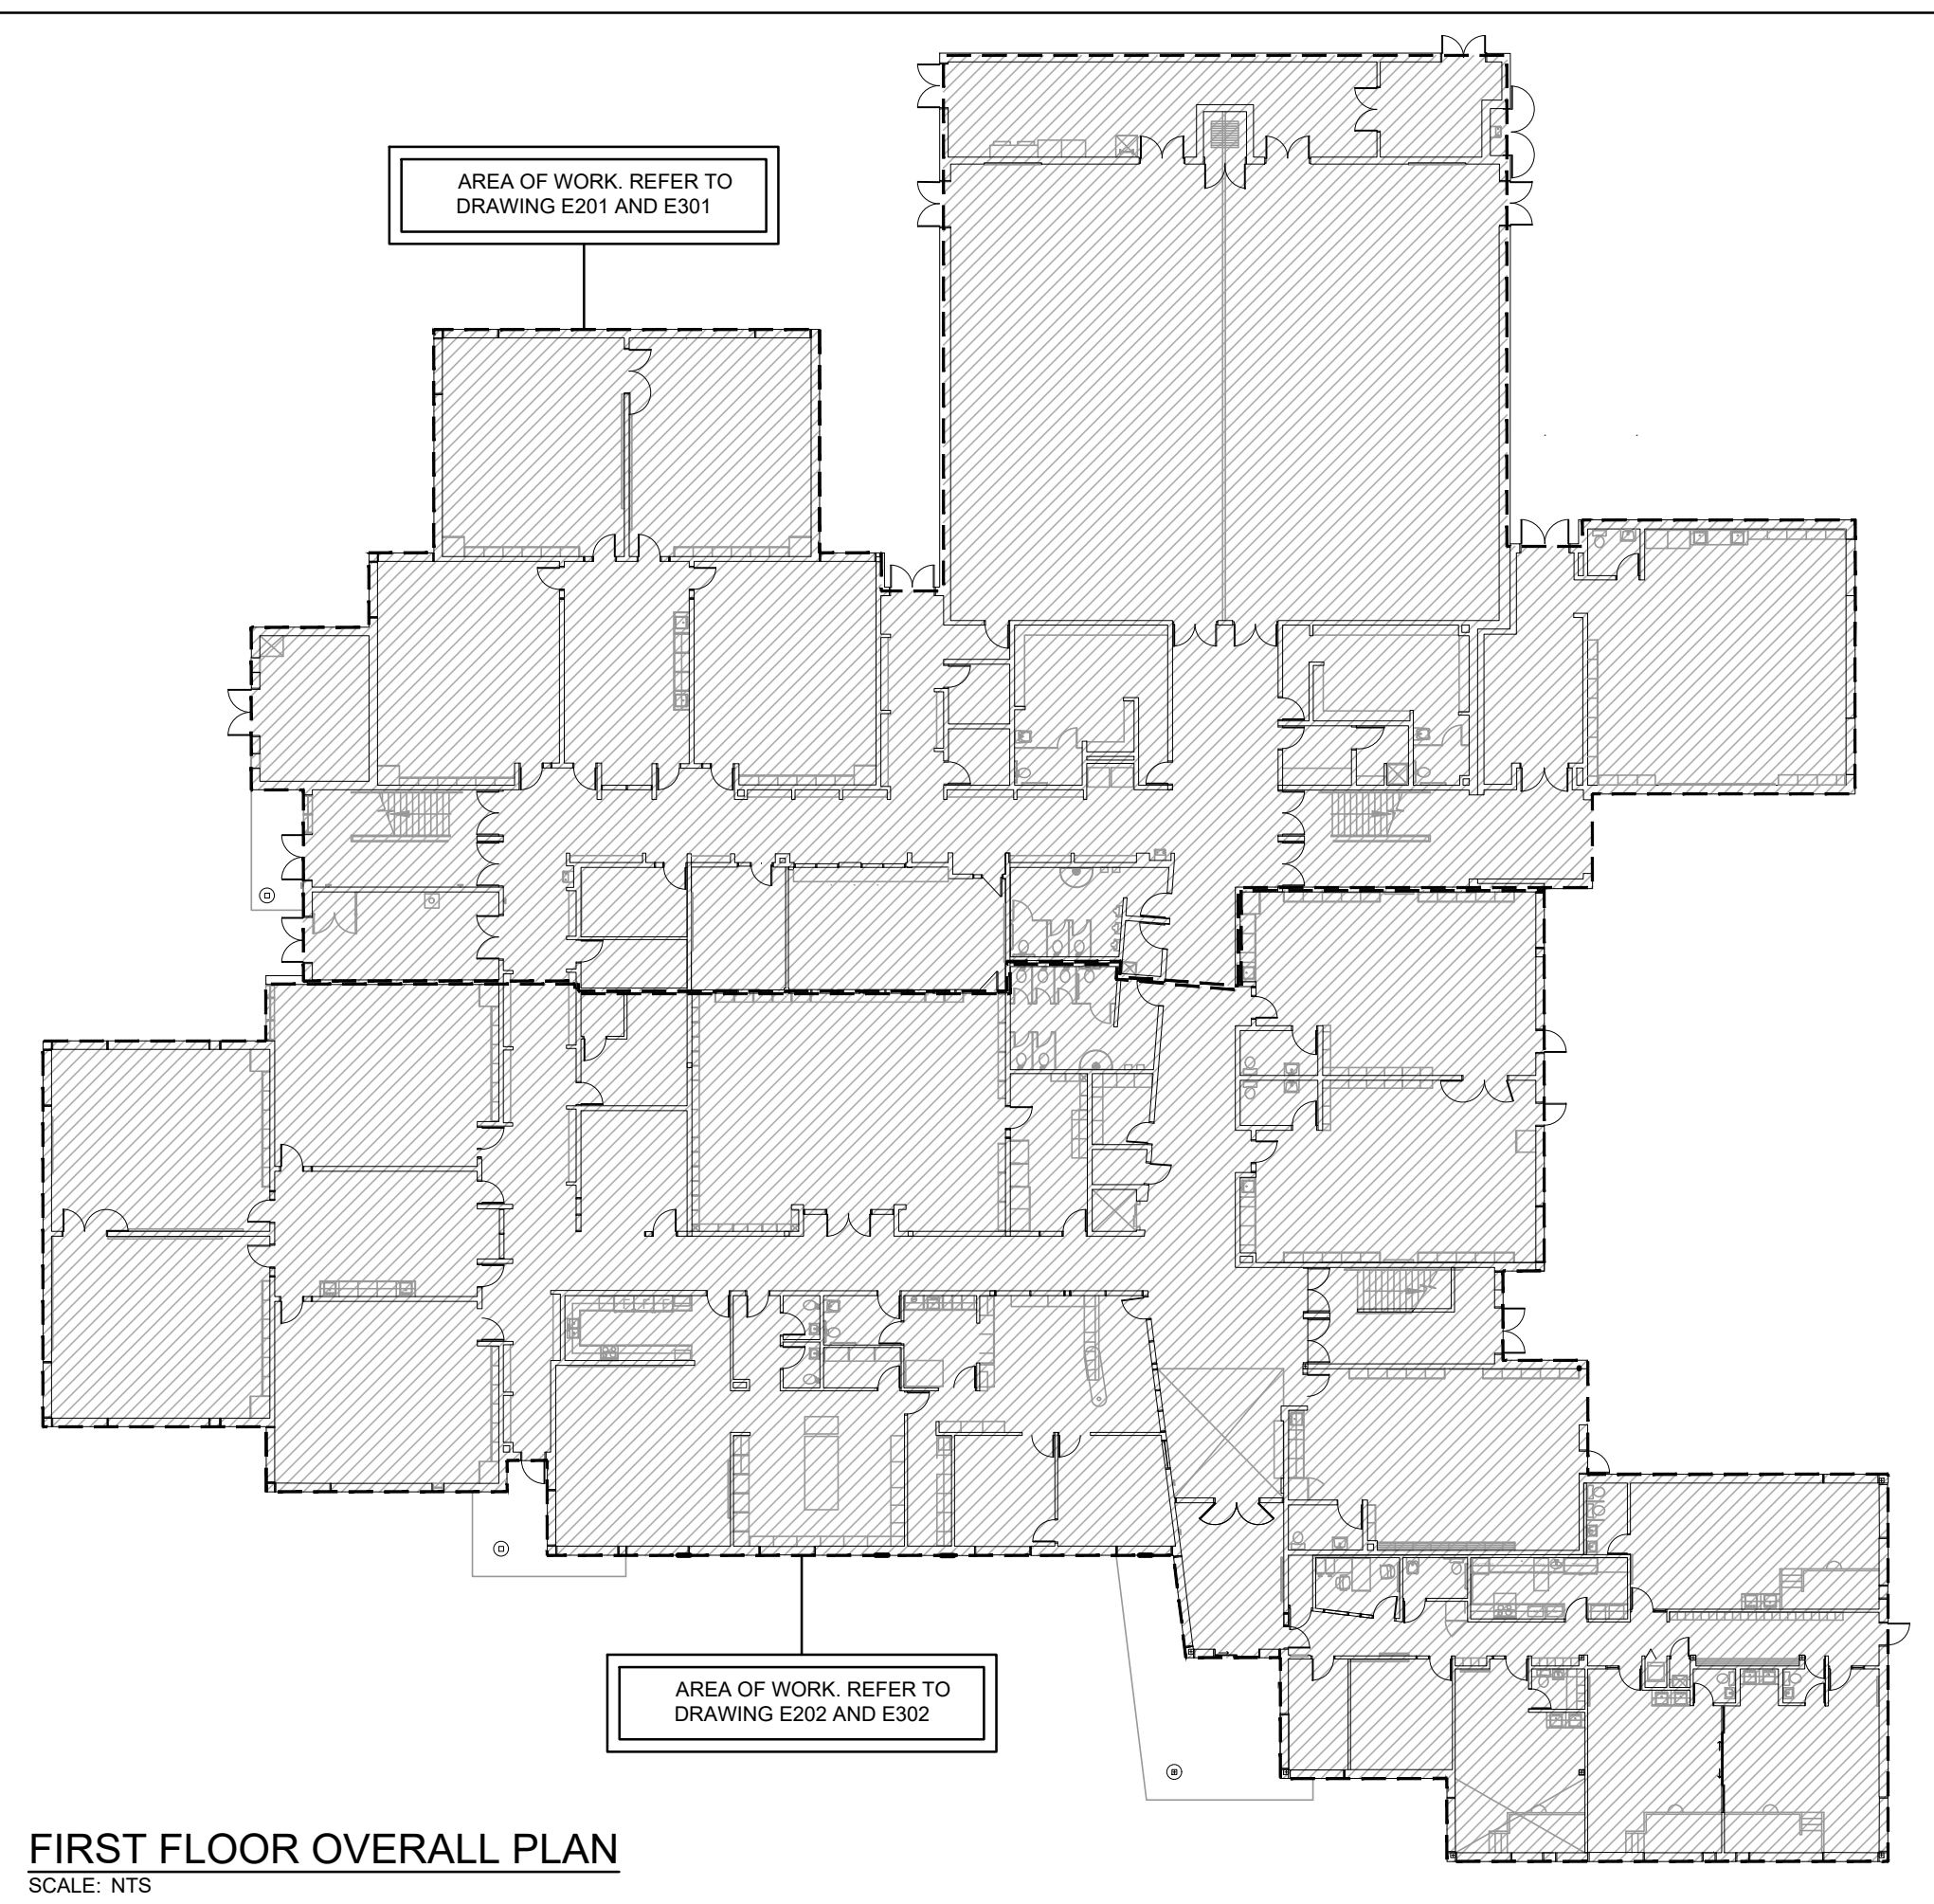 AREA OF WORK. REFER TO
DRAWING E201 AND E301
AREA OF WORK. REFER TO
DRAWING E202 AND E302
FIRST FLOOR OVERALL PLAN
SCALE: NTS